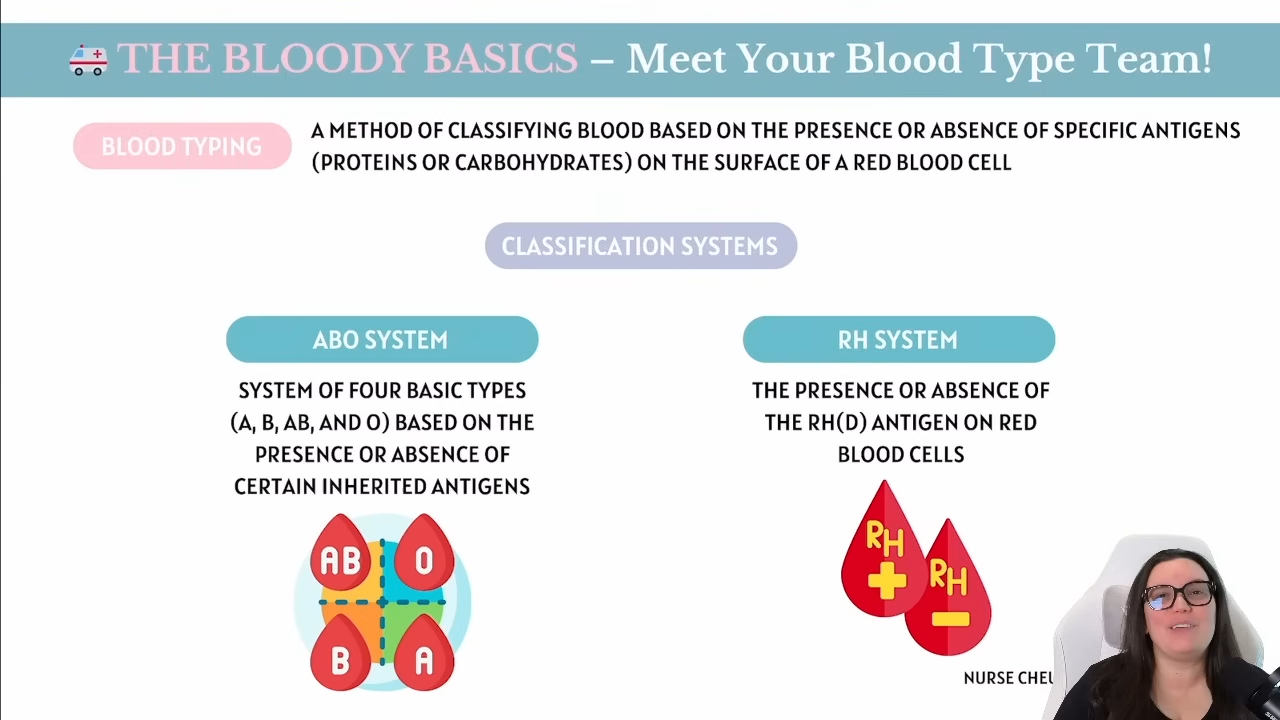 THE BLOODY BASICS – Meet Your Blood Type Team!
BLOOD TYPING
A METHOD OF CLASSIFYING BLOOD BASED ON THE PRESENCE OR ABSENCE OF SPECIFIC ANTIGENS
(PROTEINS OR CARBOHYDRATES) ON THE SURFACE OF A RED BLOOD CELL
CLASSIFICATION SYSTEMS
ABO SYSTEM
SYSTEM OF FOUR BASIC TYPES
(A, B, AB, AND O) BASED ON THE
PRESENCE OR ABSENCE OF
CERTAIN INHERITED ANTIGENS
AB O
B A
RH SYSTEM
THE PRESENCE OR ABSENCE OF
THE RH(D) ANTIGEN ON RED
BLOOD CELLS
RH
+
RH
-
NURSE